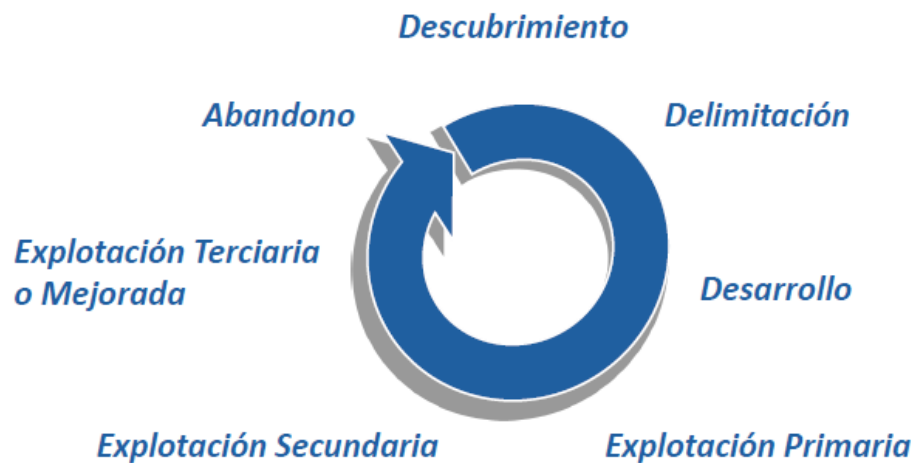 Descubrimiento
Abandono
Delimitación
Explotación Terciaria
o Mejorada
Desarrollo
Explotación Secundaria
Explotación Primaria